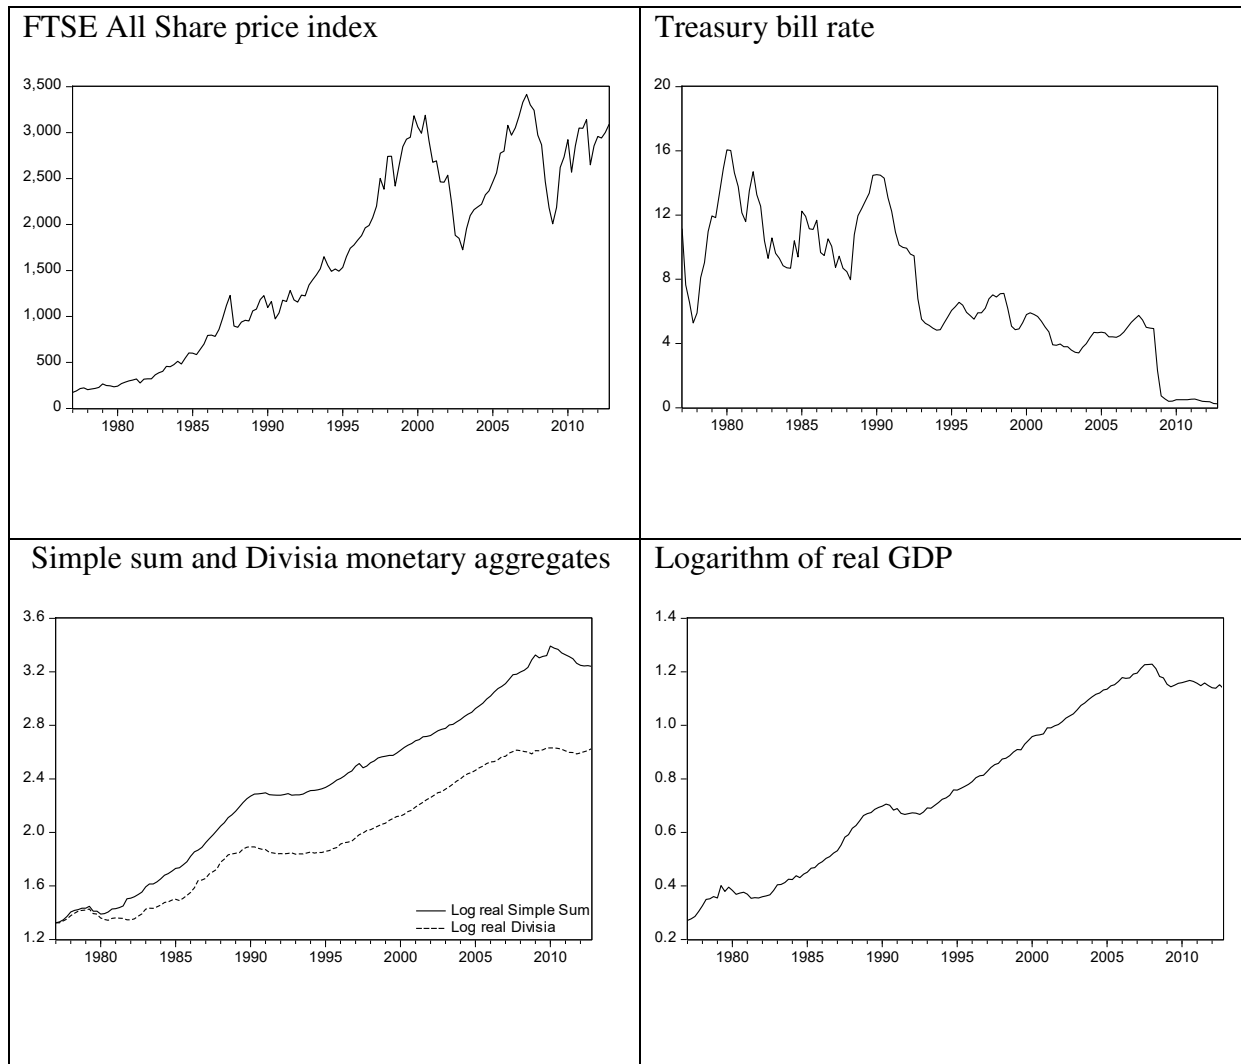 FTSE All Share price index
3,500
3,000
2,500
2,000
1,500
1,000
500
0
1980 1985 1990 1995 2000 2005 2010
Treasury bill rate
20
16
12
8
4
0
1980 1985 1990 1995 2000 2005 2010
Simple sum and Divisia monetary aggregates
3.6
3.2
2.8
2.4
2.0
1.6
1.2
Log real Simple Sum
Log real Divisia
1980 1985 1990 1995 2000 2005 2010
Logarithm of real GDP
1.4
1.2
1.0
0.8
0.6
0.4
0.2
1980 1985 1990 1995 2000 2005 2010